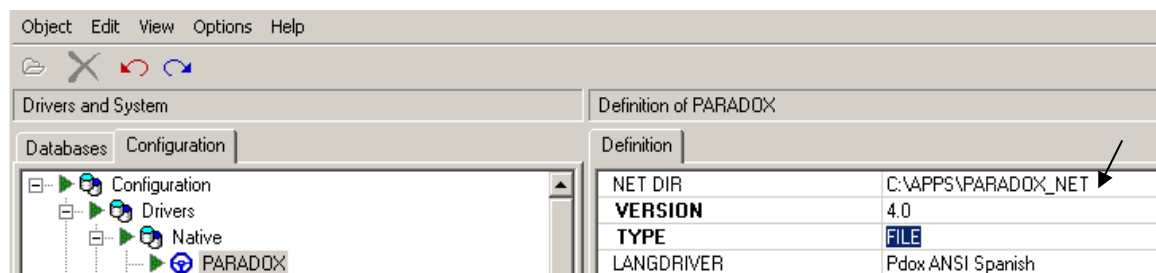 Object Edit View Options Help
Drivers and System
Definition of PARADOX
Databases Configuration
Definition
Configuration
Drivers
Native
PARADOX
NET DIR C:\APPS\PARADOX_NET
VERSION 4.0
TYPE FILE
LANGDRIVER Pdox ANSI Spanish